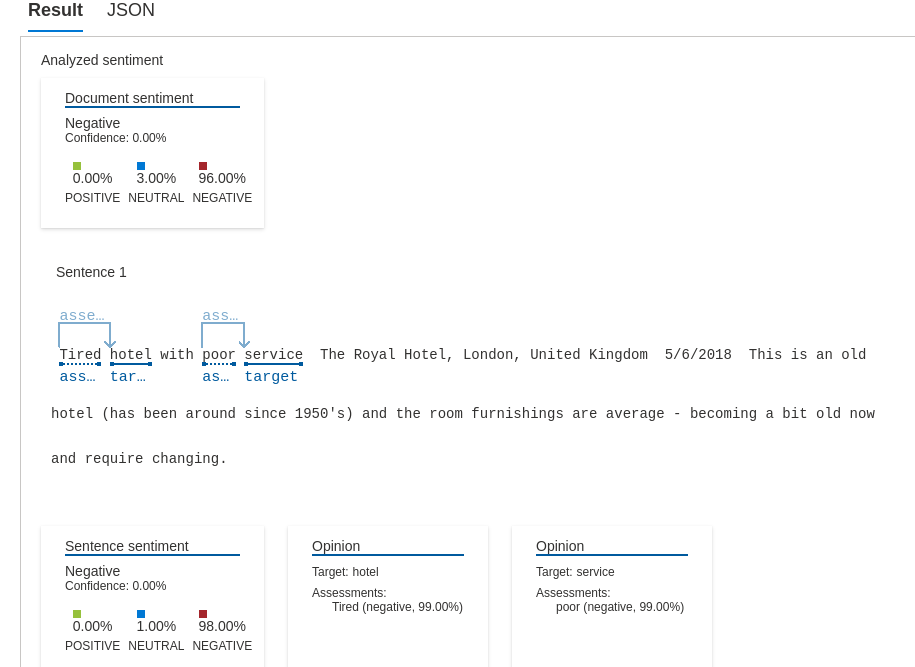 Result JSON
Analyzed sentiment
Document sentiment
Negative
Confidence: 0.00%
0.00% 3.00% 96.00%
POSITIVE NEUTRAL NEGATIVE
Sentence 1
asse… ass…
Tired hotel with poor service The Royal Hotel, London, United Kingdom 5/6/2018 This is an old
ass… tar… as… target
hotel (has been around since 1950's) and the room furnishings are average - becoming a bit old now
and require changing.
Sentence sentiment
Negative
Confidence: 0.00%
0.00% 1.00% 98.00%
POSITIVE NEUTRAL NEGATIVE
Opinion
Target: hotel
Assessments:
Tired (negative, 99.00%)
Opinion
Target: service
Assessments:
poor (negative, 99.00%)